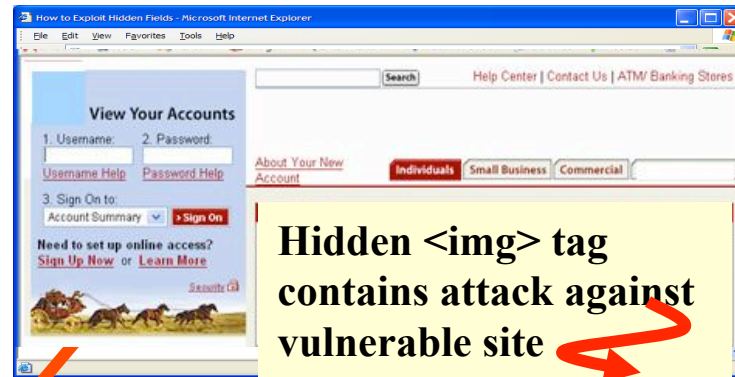 How to Exploit Hidden Fields - Microsoft Internet Explorer
File Edit View Favorites Tools Help
Search Help Center | Contact Us | ATM/ Banking Stores
View Your Accounts
1. Username: 2. Password:
Username Help Password Help
About Your New
Account
Individuals Small Business Commercial
3. Sign On to:
Account Summary Sign On
Need to set up online access?
Sign Up Now or Learn More
Security
Hidden <img> tag
contains attack against
vulnerable site